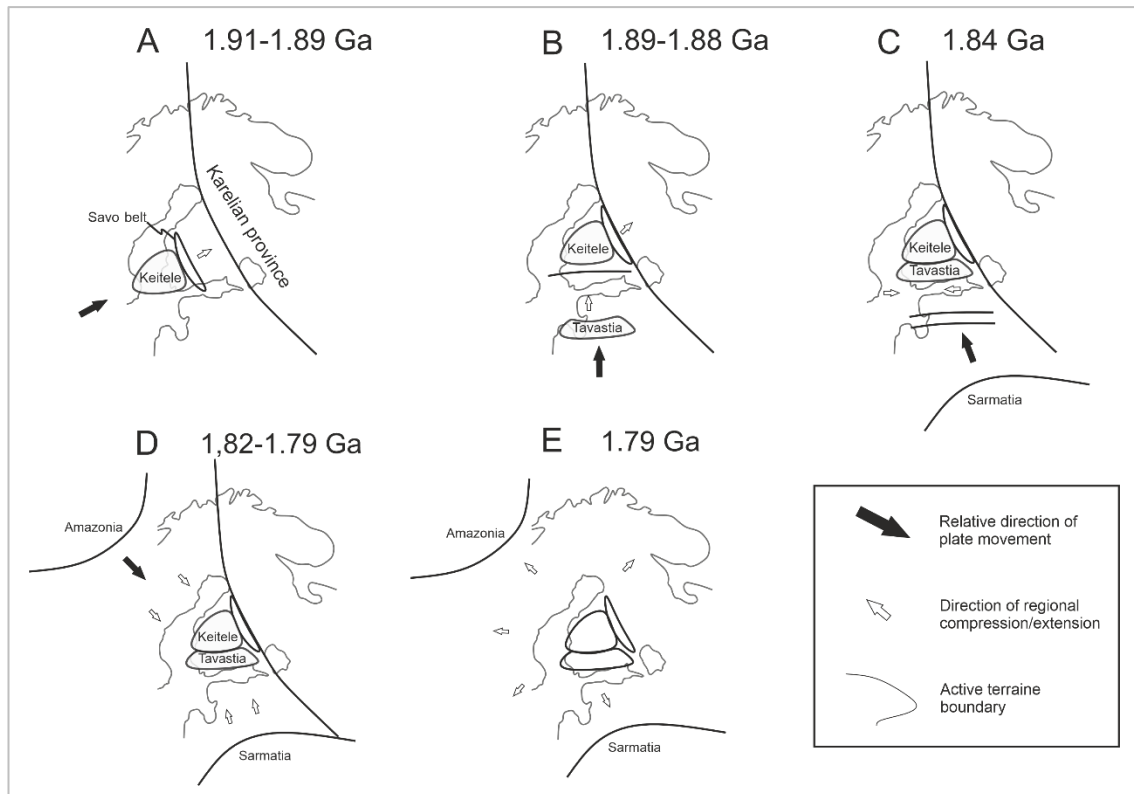 A 1.91-1.89 Ga
Karelian province
Savo belt
Keitele
B 1.89-1.88 Ga
Keitele
Tavastia
C 1.84 Ga
Keitele
Tavastia
Sarmatia
D 1,82-1.79 Ga
Amazonia
Keitele
Tavastia
Sarmatia
E 1.79 Ga
Amazonia
Sarmatia
Relative direction of
plate movement
Direction of regional
compression/extension
Active terraine
boundary